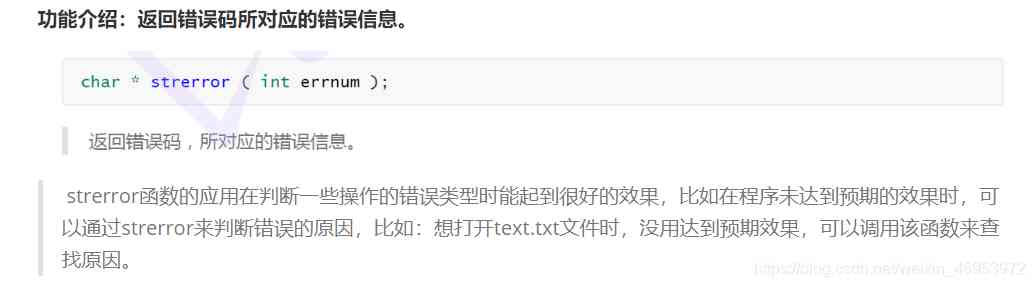 功能介绍：返回错误码所对应的错误信息。
char * strerror ( int errnum );
返回错误码，所对应的错误信息。
strerror函数的应用在判断一些操作的错误类型时能起到很好的效果，比如在程序未达到预期的效果时，可
以通过strerror来判断错误的原因，比如：想打开text.txt文件时，没用达到预期效果，可以调用该函数来查
找原因。
https://blog.csdn.net/weixin_46953972